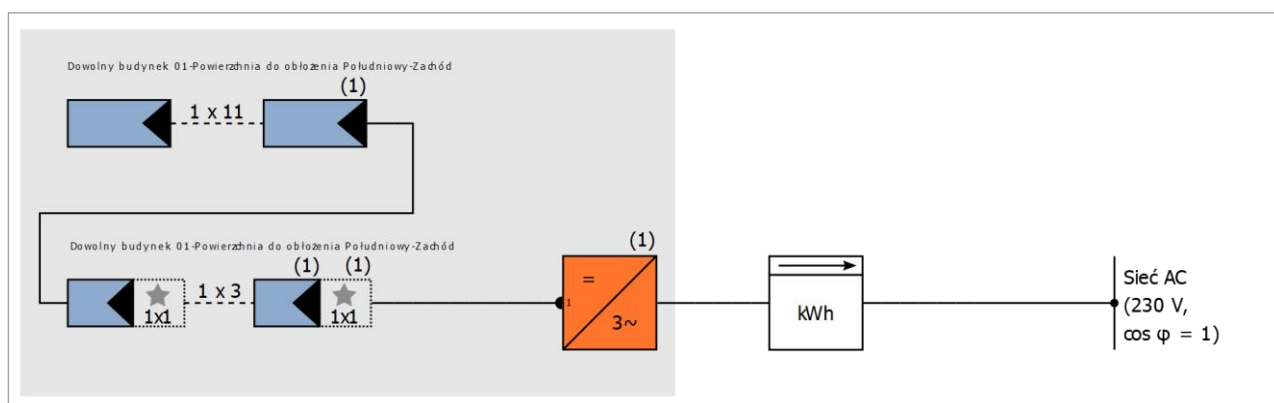 Dowolny budynek 01-Powierzchnia do obłożenia Południowy-Zachód
(1)
1 x 11
Dowolny budynek 01-Powierzchnia do obłożenia Południowy-Zachód
(1) (1) (1)
1 x 3
1x1 1x1
=
1
3~
kWh
Sieć AC
(230 V,
cos φ = 1)